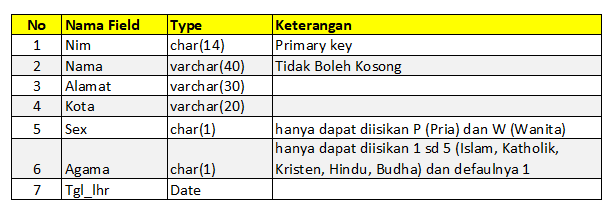 No Nama Field Type Keterangan
1 Nim char(14) Primary key
2 Nama varchar(40) Tidak Boleh Kosong
3 Alamat varchar(30)
4 Kota varchar(20)
5 Sex char(1) hanya dapat diisikan P (Pria) dan W (Wanita)
hanya dapat diisikan 1 sd 5 (Islam, Katholik,
6 Agama char(1) Kristen, Hindu, Budha) dan defaulnya 1
7 Tgl_lhr Date